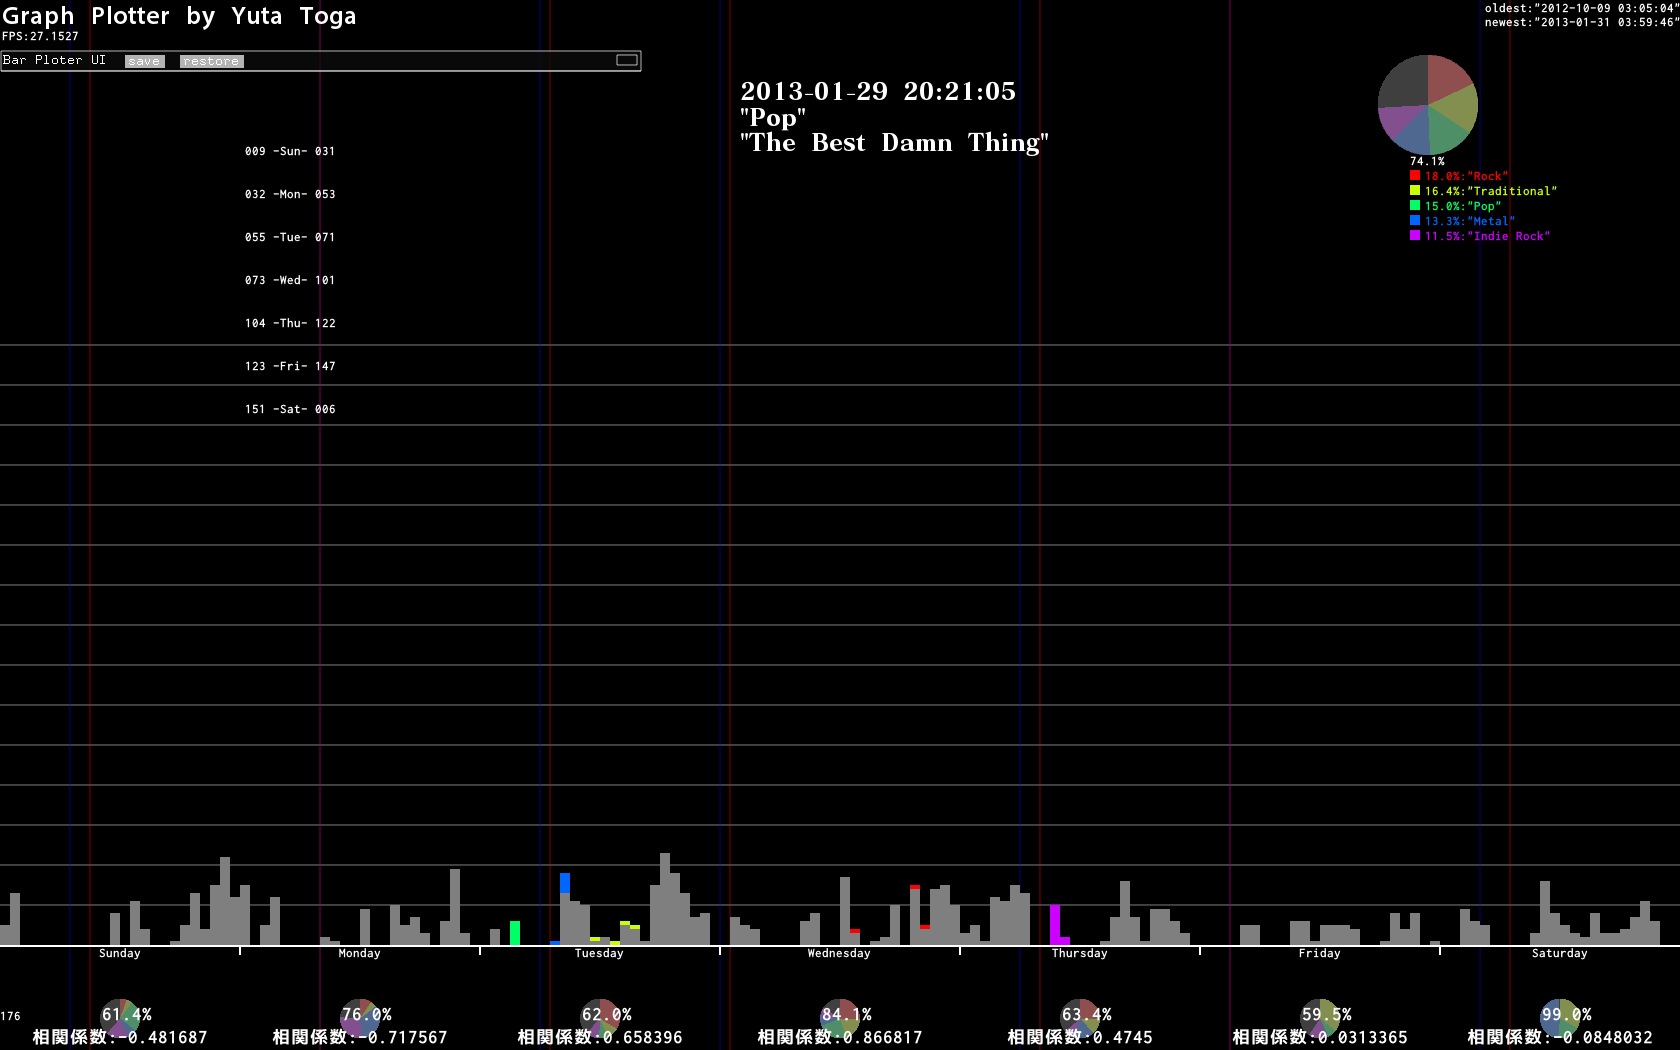 Graph Plotter by Yuta Toga
FPS:27.1527
oldest:"2012-10-09 03:05:04"
newest:"2013-01-31 03:59:46"
Bar Ploter UI save restore
2013-01-29 20:21:05
"Pop"
"The Best Damn Thing"
74.1%
18.0%:"Rock"
16.4%:"Traditional"
15.0%:"Pop"
13.3%:"Metal"
11.5%:"Indie Rock"
009 -Sun- 031
032 -Mon- 053
055 -Tue- 071
073 -Wed- 101
104 -Thu- 122
123 -Fri- 147
151 -Sat- 006
Sunday Monday Tuesday Wednesday Thursday Friday Saturday
176 61.4% 76.0% 62.0% 84.1% 63.4% 59.5% 99.0%
相関係数:-0.481687 相関係数:-0.717567 相関係数:0.658396 相関係数:0.866817 相関係数:0.4745 相関係数:0.0313365 相関係数:-0.0848032